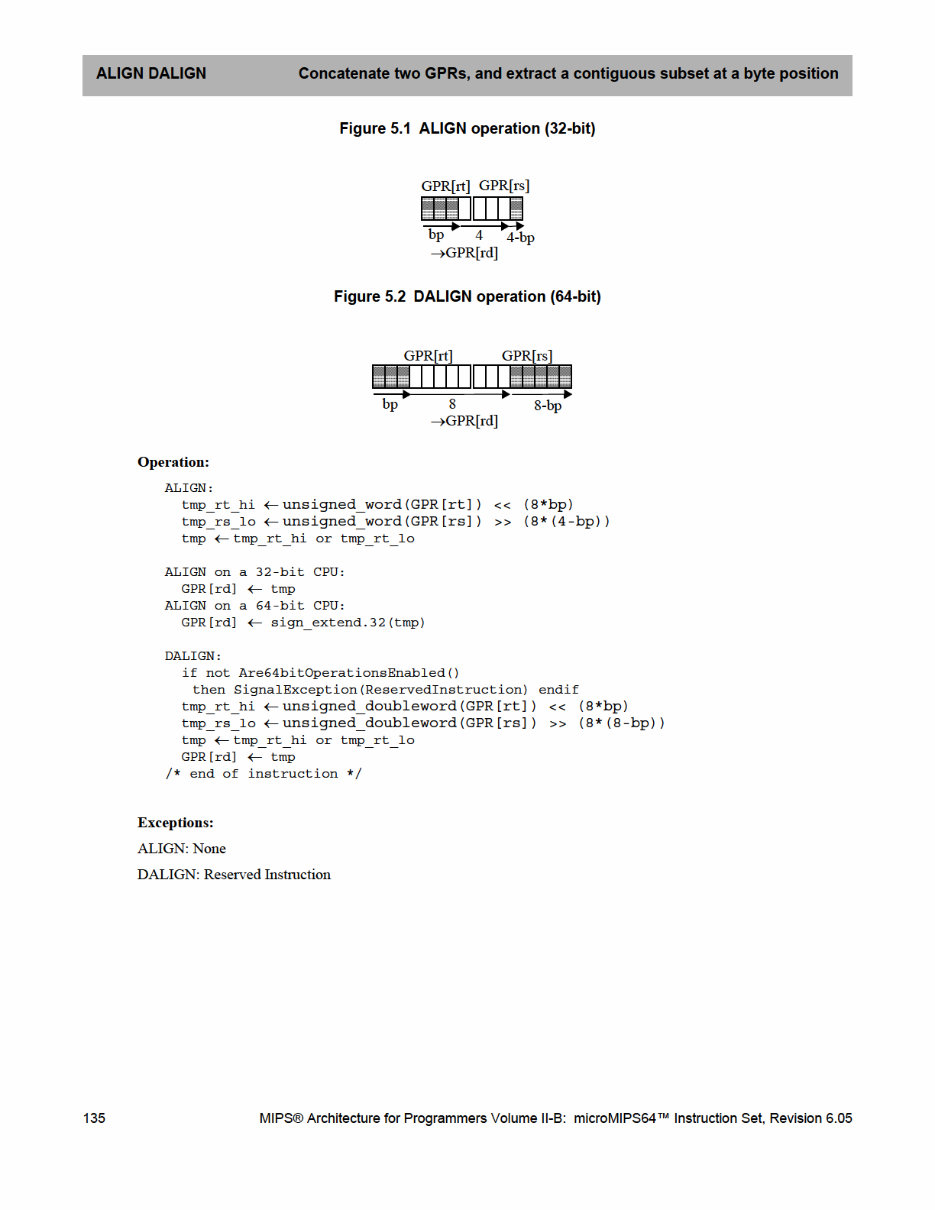 ALIGN DALIGN Concatenate two GPRs, and extract a contiguous subset at a byte position
Figure 5.1 ALIGN operation (32-bit)
GPR[rt] GPR[rs]
bp 4 4-bp
→GPR[rd]
Figure 5.2 DALIGN operation (64-bit)
GPR[rt] GPR[rs]
bp 8 8-bp
→GPR[rd]
Operation:
ALIGN:
tmp_rt_hi ← unsigned_word(GPR[rt]) << (8*bp)
tmp_rs_lo ← unsigned_word(GPR[rs]) >> (8*(4-bp))
tmp ← tmp_rt_hi or tmp_rt_lo
ALIGN on a 32-bit CPU:
GPR[rd] ← tmp
ALIGN on a 64-bit CPU:
GPR[rd] ← sign_extend.32(tmp)
DALIGN:
if not Are64bitOperationsEnabled()
then SignalException(ReservedInstruction) endif
tmp_rt_hi ← unsigned_doubleword(GPR[rt]) << (8*bp)
tmp_rs_lo ← unsigned_doubleword(GPR[rs]) >> (8*(8-bp))
tmp ← tmp_rt_hi or tmp_rt_lo
GPR[rd] ← tmp
/* end of instruction */
Exceptions:
ALIGN: None
DALIGN: Reserved Instruction
135 MIPS® Architecture for Programmers Volume II-B: microMIPS64™ Instruction Set, Revision 6.05